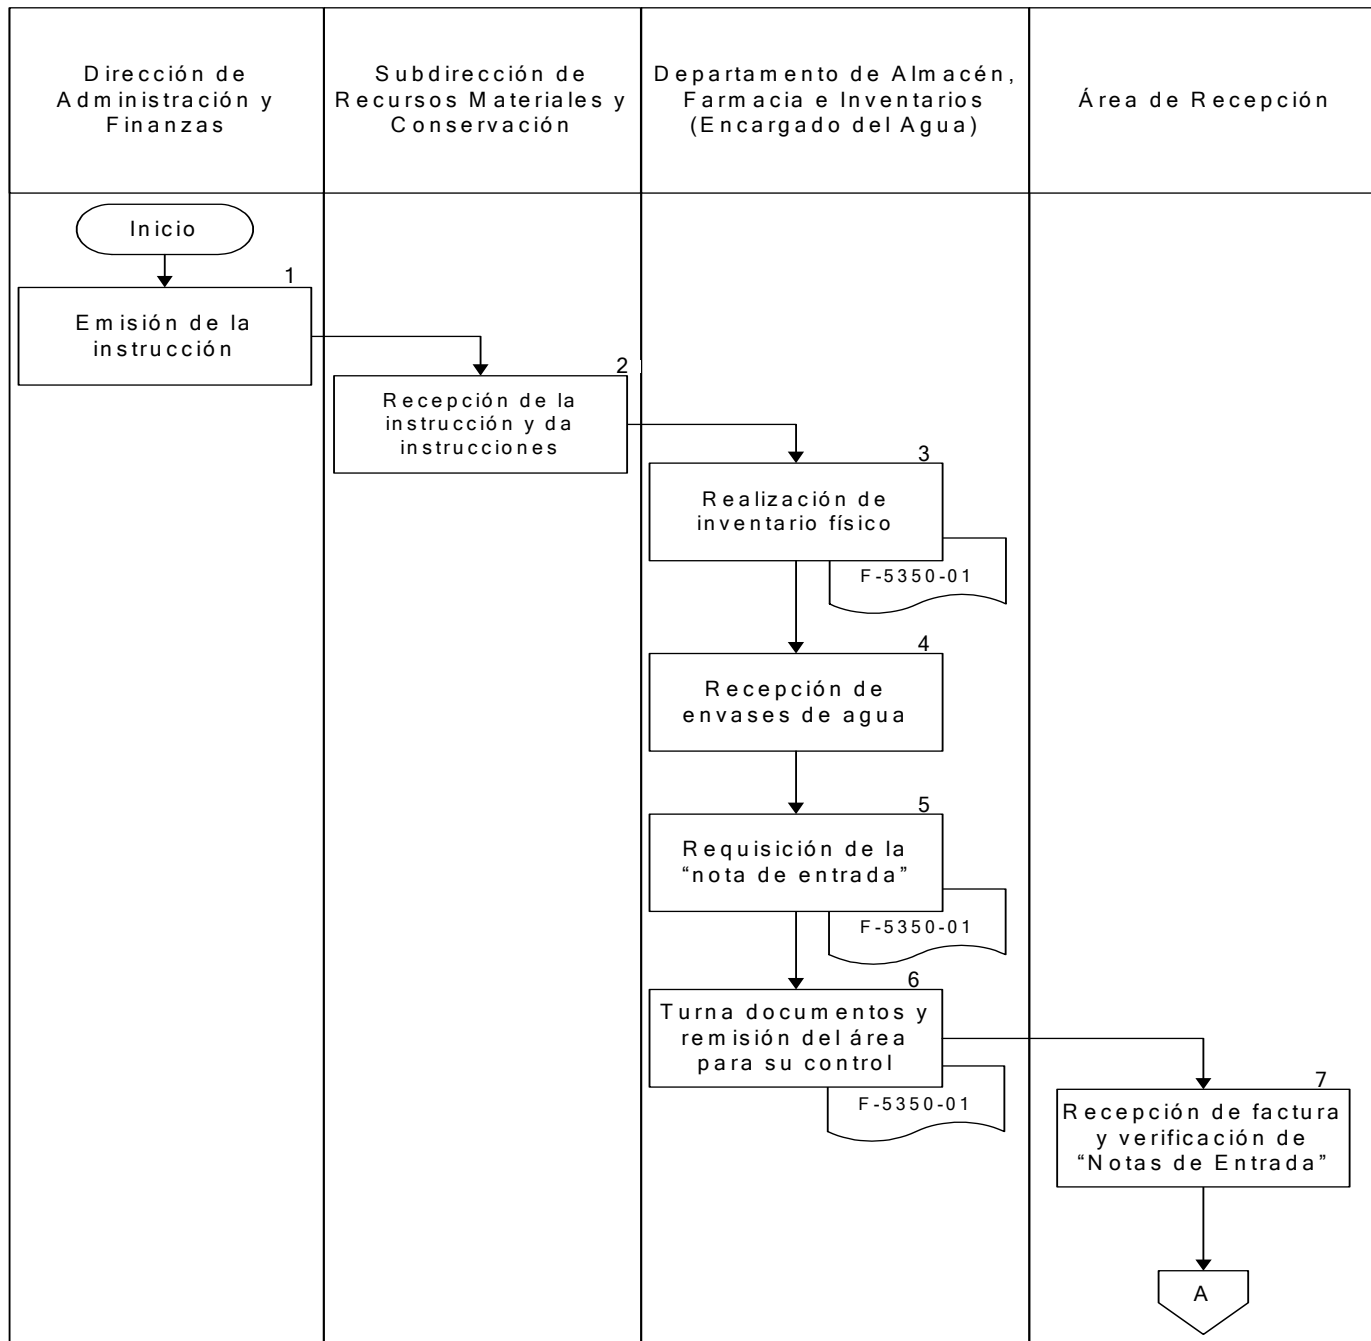 Dirección de
Administración y
Finanzas
Subdirección de
Recursos Materiales y
Conservación
Departamento de Almacén,
Farmacia e Inventarios
(Encargado del Agua)
Área de Recepción
Inicio
1
Emisión de la
instrucción
2
Recepción de la
instrucción y da
instrucciones
3
Realización de
inventario físico
F-5350-01
4
Recepción de
envases de agua
5
Requisición de la
“nota de entrada”
F-5350-01
6
Turna documentos y
remisión del área
para su control
F-5350-01
7
Recepción de factura
y verificación de
“Notas de Entrada”
A